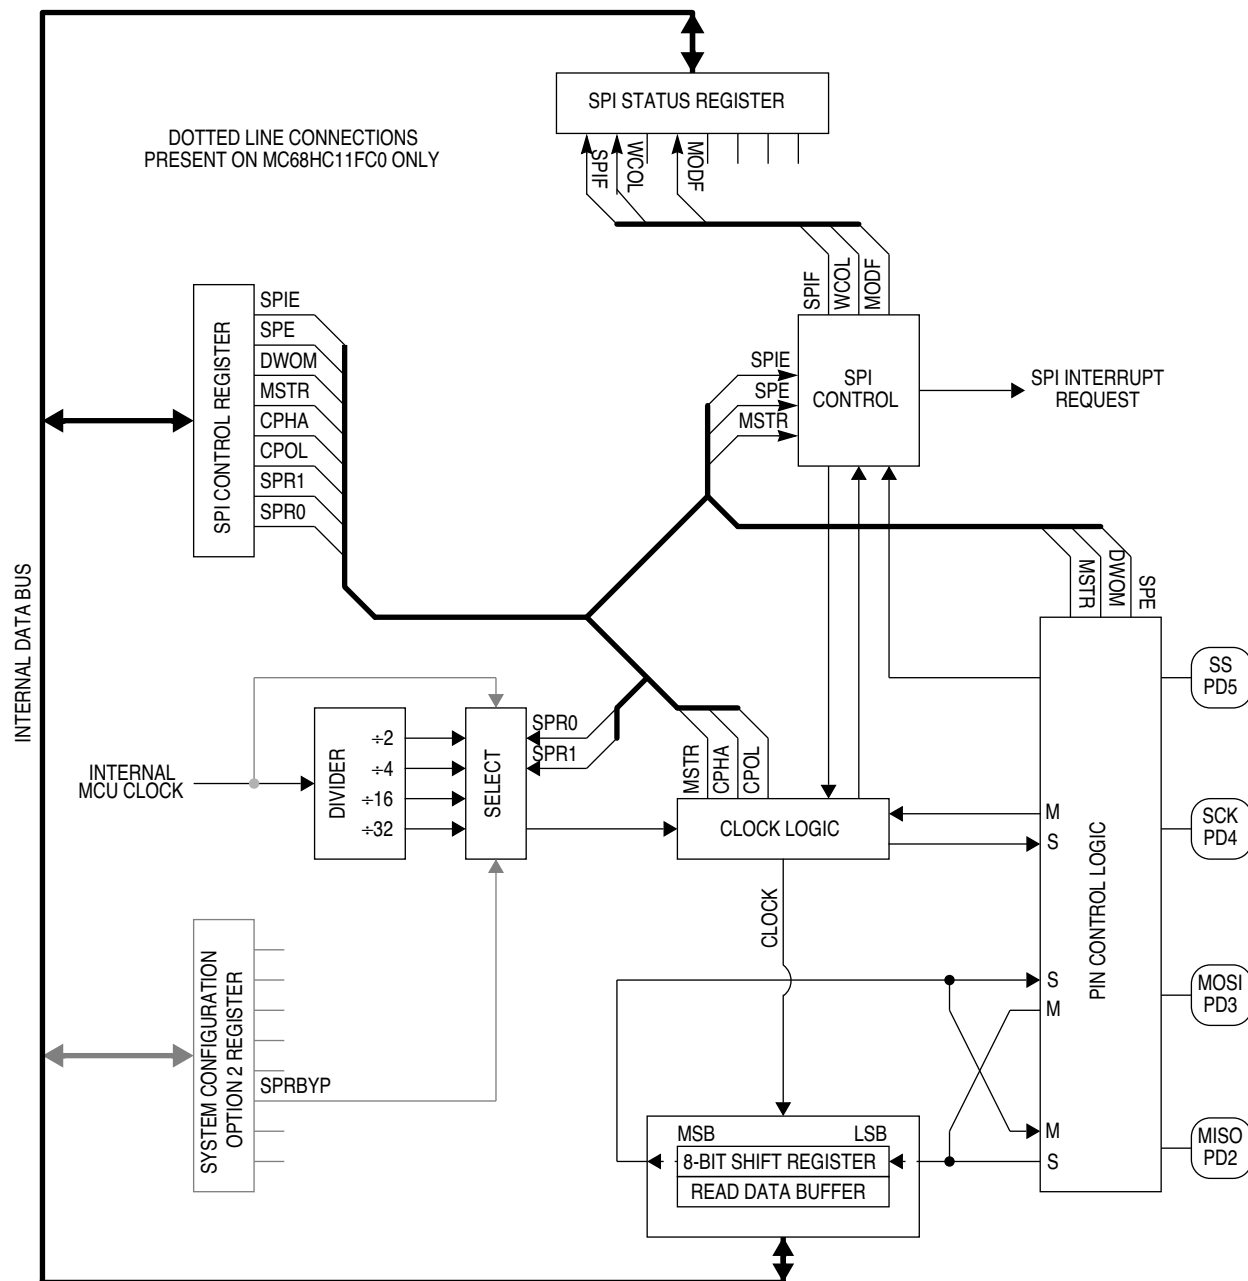 SPI STATUS REGISTER
DOTTED LINE CONNECTIONS
PRESENT ON MC68HC11FC0 ONLY
SPIF
WCOL
MODF
SPIF
WCOL
MODF
SPI CONTROL REGISTER
SPIE
SPE
DWOM
MSTR
CPHA
CPOL
SPR1
SPR0
SPIE
SPE
MSTR
SPI
CONTROL
SPI INTERRUPT
REQUEST
INTERNAL DATA BUS
MSTR
DWOM
SPE
SS
PD5
INTERNAL
MCU CLOCK
DIVIDER
÷2
÷4
÷16
÷32
SELECT
SPR0
SPR1
MSTR
CPHA
CPOL
CLOCK LOGIC
M
S
SCK
PD4
PIN CONTROL LOGIC
CLOCK
SYSTEM CONFIGURATION
OPTION 2 REGISTER
SPRBYP
S
M
MOSI
PD3
MSB
LSB
8-BIT SHIFT REGISTER
READ DATA BUFFER
M
S
MISO
PD2